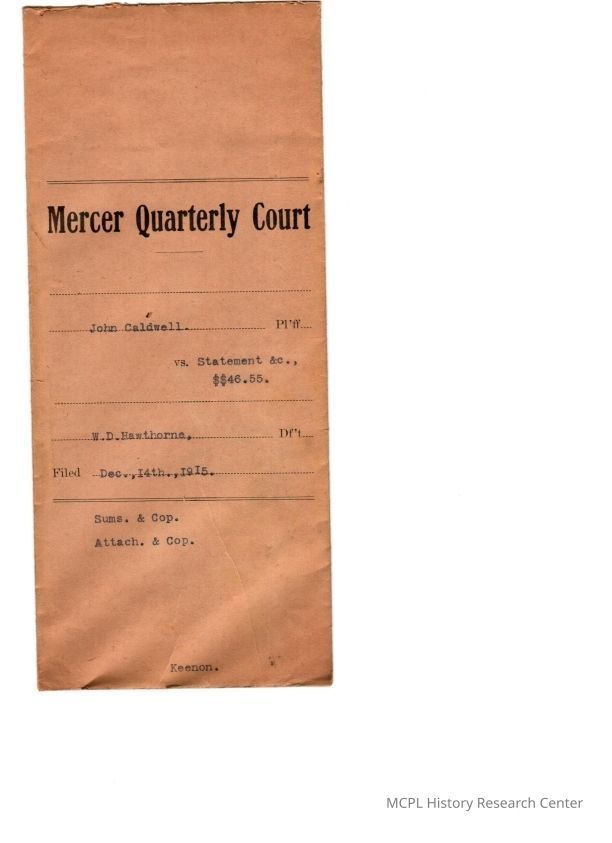 Mercer Quarterly Court
John Caldwell. Pl'ff
vs. Statement &c.,
$$46.55.
W.D.Hawthorne, Df't
Filed Dec.,14th.,1915.
Sums. & Cop.
Attach. & Cop.
Keenon.
MCPL History Research Center